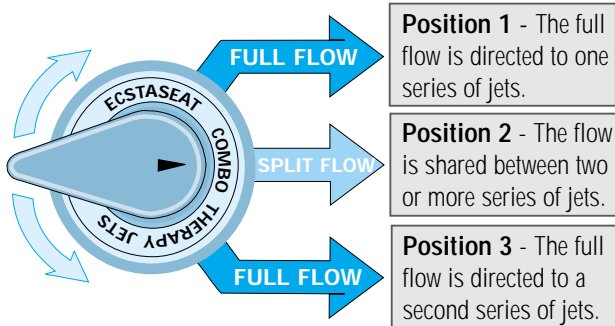 ECSTASEAT
COMBO
THERAPY JETS
FULL FLOW
Position 1 - The full
flow is directed to one
series of jets.
SPLIT FLOW
Position 2 - The flow
is shared between two
or more series of jets.
FULL FLOW
Position 3 - The full
flow is directed to a
second series of jets.